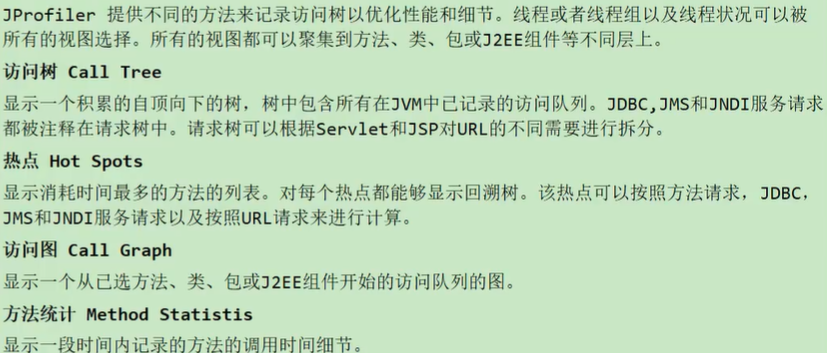 JProfiler 提供不同的方法来记录访问树以优化性能和细节。线程或者线程组以及线程状况可以被
所有的视图选择。所有的视图都可以聚集到方法、类、包或J2EE组件等不同层上。
访问树 Call Tree
显示一个积累的自顶向下的树，树中包含所有在JVM中已记录的访问队列。JDBC,JMS和JNDI服务请求
都被注释在请求树中。请求树可以根据Servlet和JSP对URL的不同需要进行拆分。
热点 Hot Spots
显示消耗时间最多的方法的列表。对每个热点都能够显示回溯树。该热点可以按照方法请求，JDBC，
JMS和JNDI服务请求以及按照URL请求来进行计算。
访问图 Call Graph
显示一个从已选方法、类、包或J2EE组件开始的访问队列的图。
方法统计 Method Statistis
显示一段时间内记录的方法的调用时间细节。